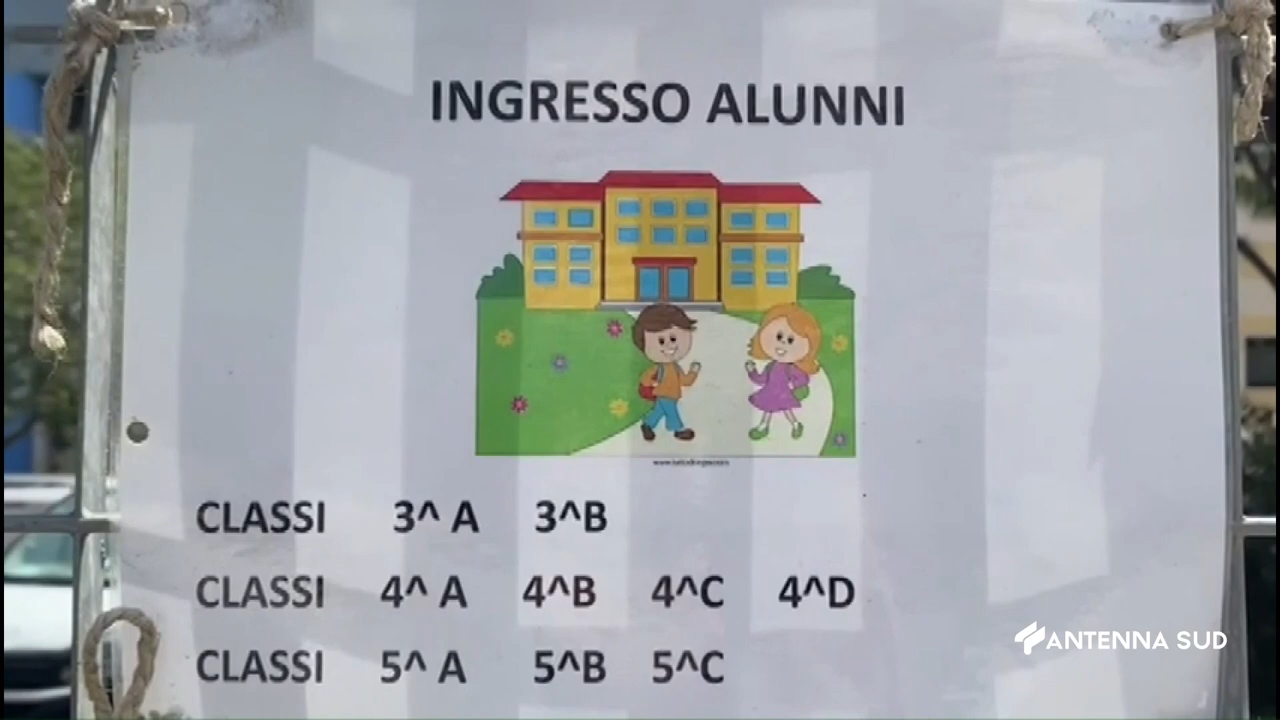 INGRESSO ALUNNI
CLASSI 3^ A 3^B
CLASSI 4^ A 4^B 4^C 4^D
CLASSI 5^ A 5^B 5^C
ANTENNA SUD